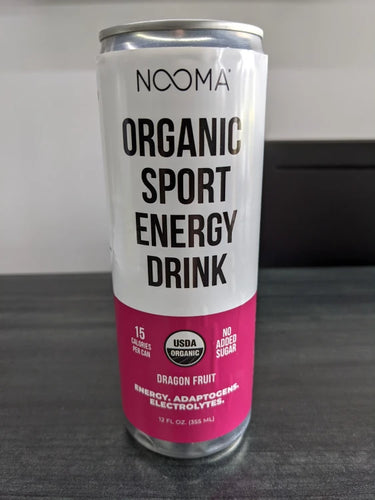 NOOMA
ORGANIC
SPORT
ENERGY
DRINK
15
CALORIES
PER CAN
USDA
ORGANIC
NO
ADDED
SUGAR
DRAGON FRUIT
ENERGY. ADAPTOGENS.
ELECTROLYTES.
12 FL OZ. (355 ML)